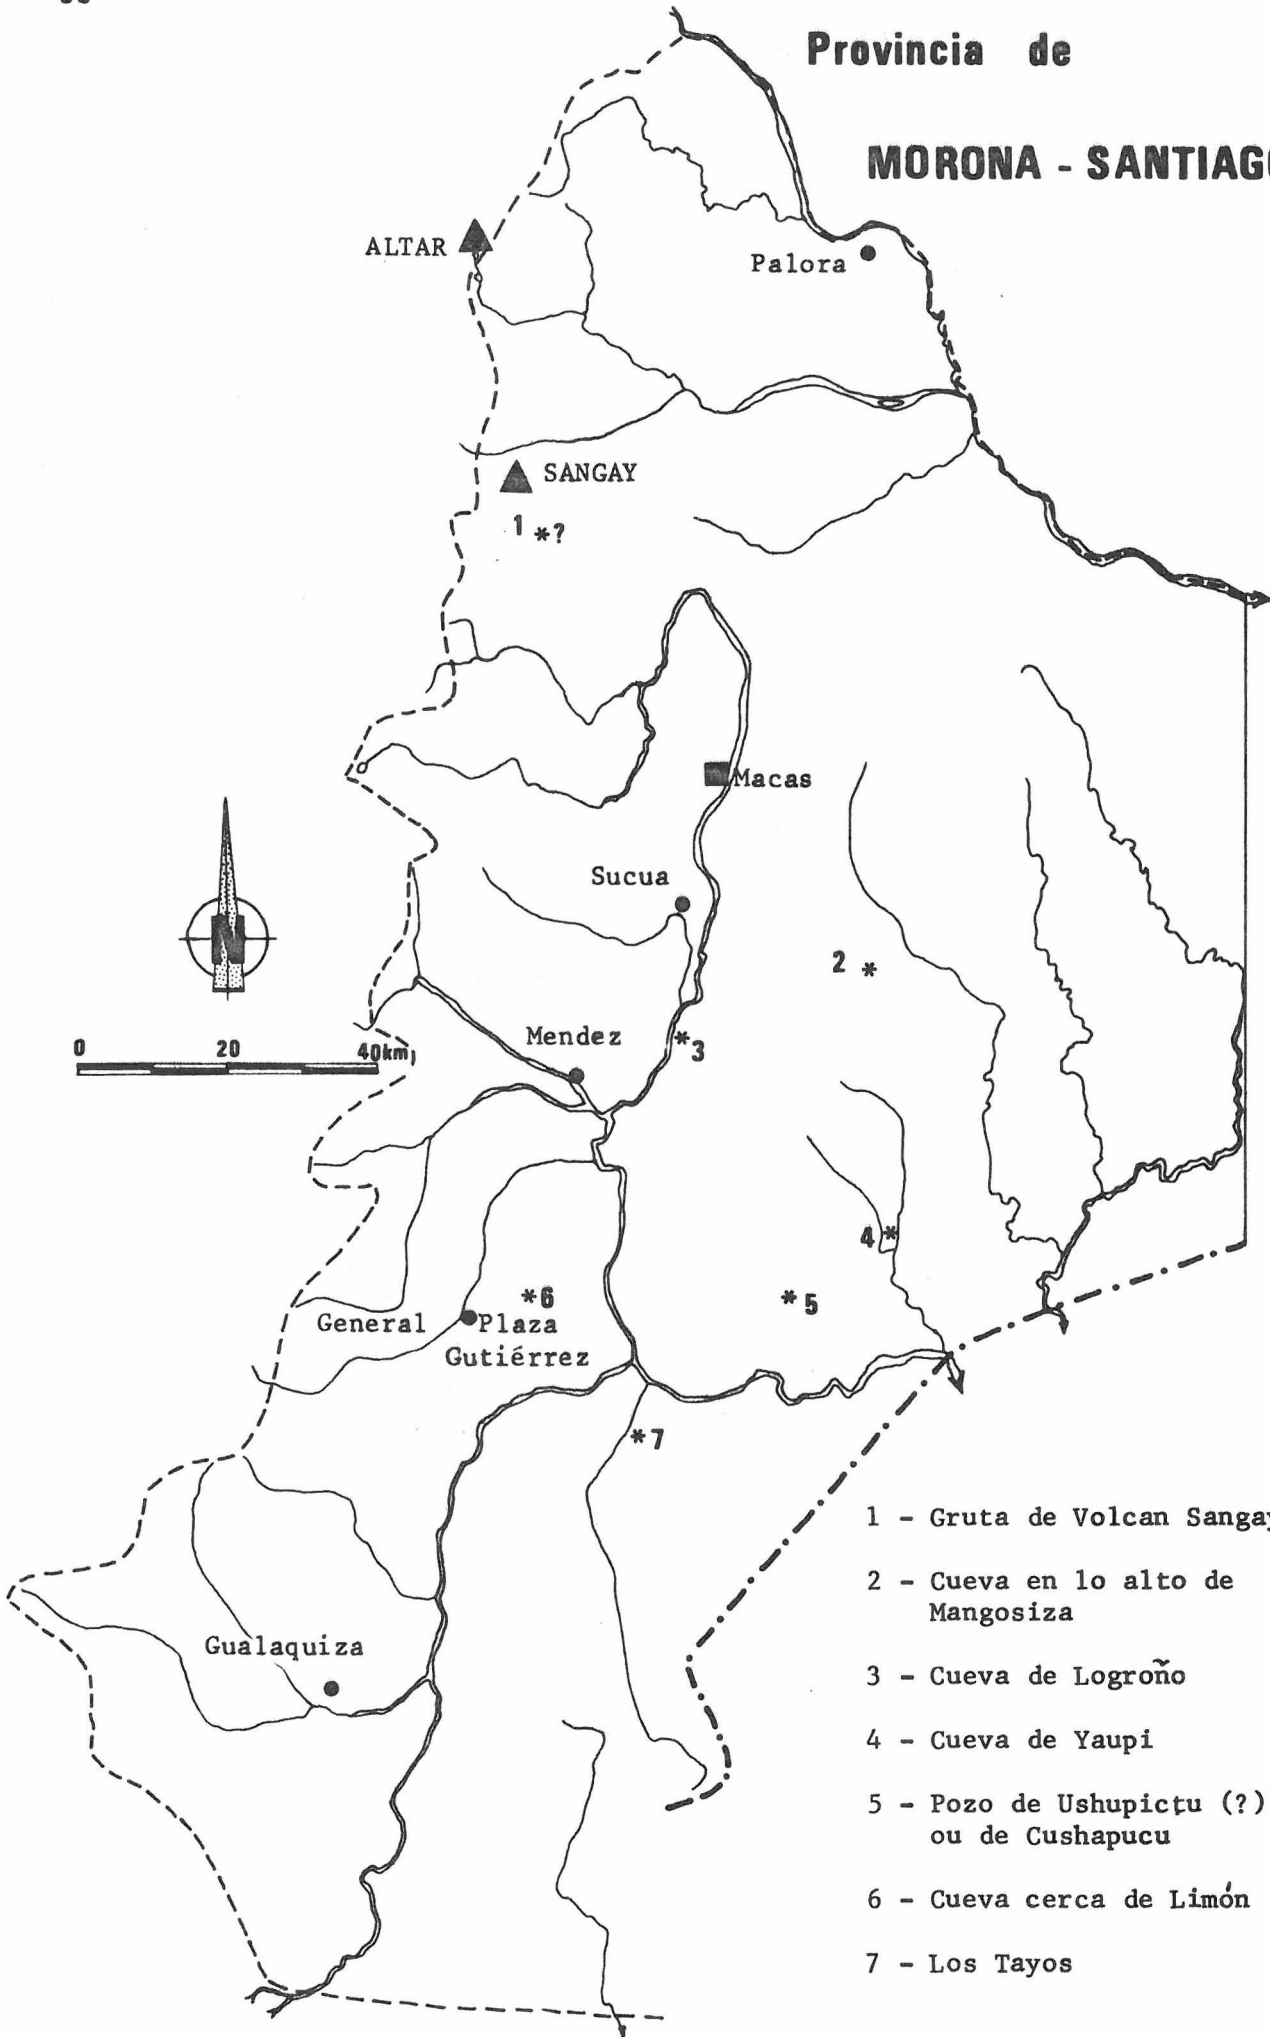 Provincia de
MORONA - SANTIAGO
ALTAR
Palora
SANGAY
1 *?
Macas
Sucua
N
2 *
0 20 40km
Mendez
*3
4 *
*6
*5
General Plaza
Gutiérrez
*7
1 - Gruta de Volcan Sangay
2 - Cueva en lo alto de
Mangosiza
Gualaquiza
3 - Cueva de Logroño
4 - Cueva de Yaupi
5 - Pozo de Ushupictu (?)
ou de Cushapucu
6 - Cueva cerca de Limón
7 - Los Tayos